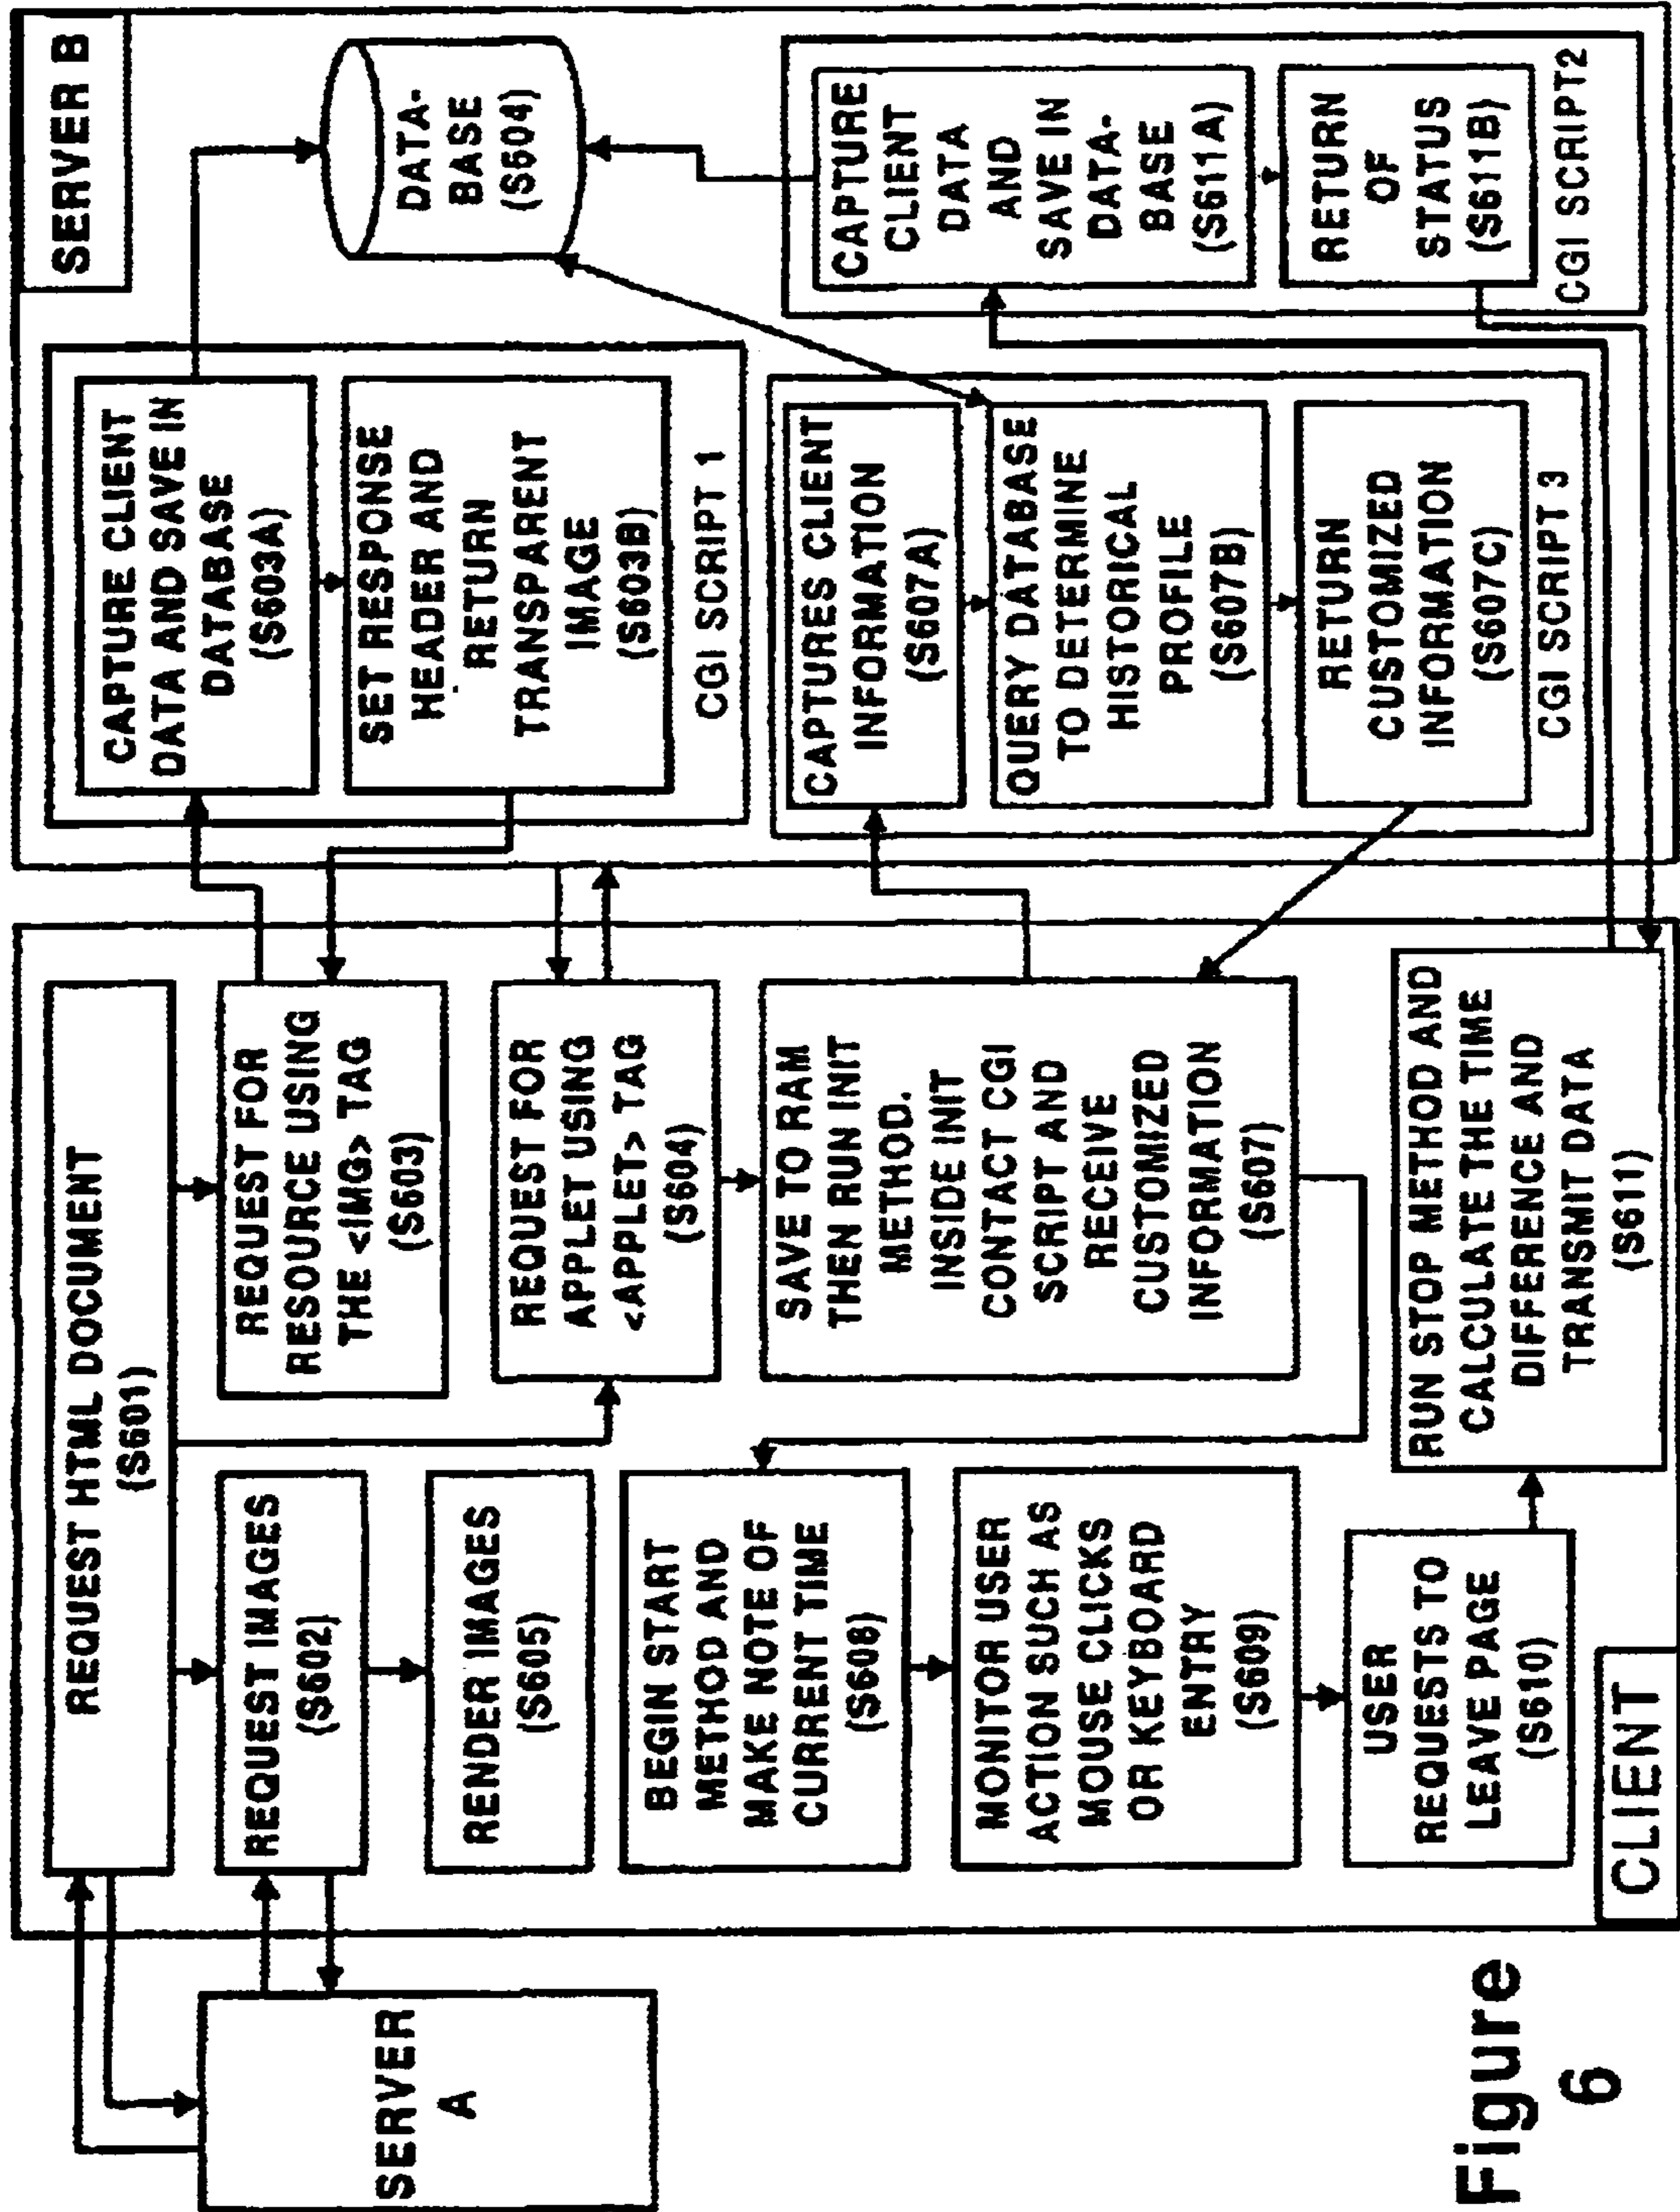 SERVER
A
REQUEST HTML DOCUMENT
(S601)
REQUEST IMAGES
(S602)
REQUEST FOR
RESOURCE USING
THE <IMG> TAG
(S603)
RENDER IMAGES
(S605)
REQUEST FOR
APPLET USING
<APPLET> TAG
(S604)
BEGIN START
METHOD AND
MAKE NOTE OF
CURRENT TIME
(S608)
SAVE TO RAM
THEN RUN INIT
METHOD.
INSIDE INIT
CONTACT CGI
SCRIPT AND
RECEIVE
CUSTOMIZED
INFORMATION
(S607)
MONITOR USER
ACTION SUCH AS
MOUSE CLICKS
OR KEYBOARD
ENTRY
(S609)
USER
REQUESTS TO
LEAVE PAGE
(S610)
RUN STOP METHOD AND
CALCULATE THE TIME
DIFFERENCE AND
TRANSMIT DATA
(S611)
CLIENT
SERVER B
CAPTURE CLIENT
DATA AND SAVE IN
DATABASE
(S603A)
SET RESPONSE
HEADER AND
RETURN
TRANSPARENT
IMAGE
(S603B)
CGI SCRIPT 1
DATA-
BASE
(S604)
CAPTURES CLIENT
INFORMATION
(S607A)
QUERY DATABASE
TO DETERMINE
HISTORICAL
PROFILE
(S607B)
RETURN
CUSTOMIZED
INFORMATION
(S607C)
CGI SCRIPT 3
CAPTURE
CLIENT
DATA
AND
SAVE IN
DATA-
BASE
(S611A)
RETURN
OF
STATUS
(S611B)
CGI SCRIPT2
Figure
6